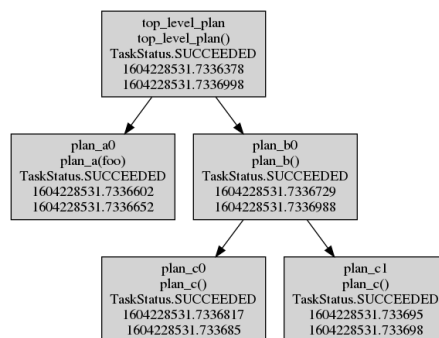 top_level_plan
top_level_plan()
TaskStatus.SUCCEEDED
1604228531.7336378
1604228531.7336998
plan_a0
plan_a(foo)
TaskStatus.SUCCEEDED
1604228531.7336602
1604228531.7336652
plan_b0
plan_b()
TaskStatus.SUCCEEDED
1604228531.7336729
1604228531.7336988
plan_c0
plan_c()
TaskStatus.SUCCEEDED
1604228531.7336817
1604228531.733685
plan_c1
plan_c()
TaskStatus.SUCCEEDED
1604228531.733695
1604228531.733698